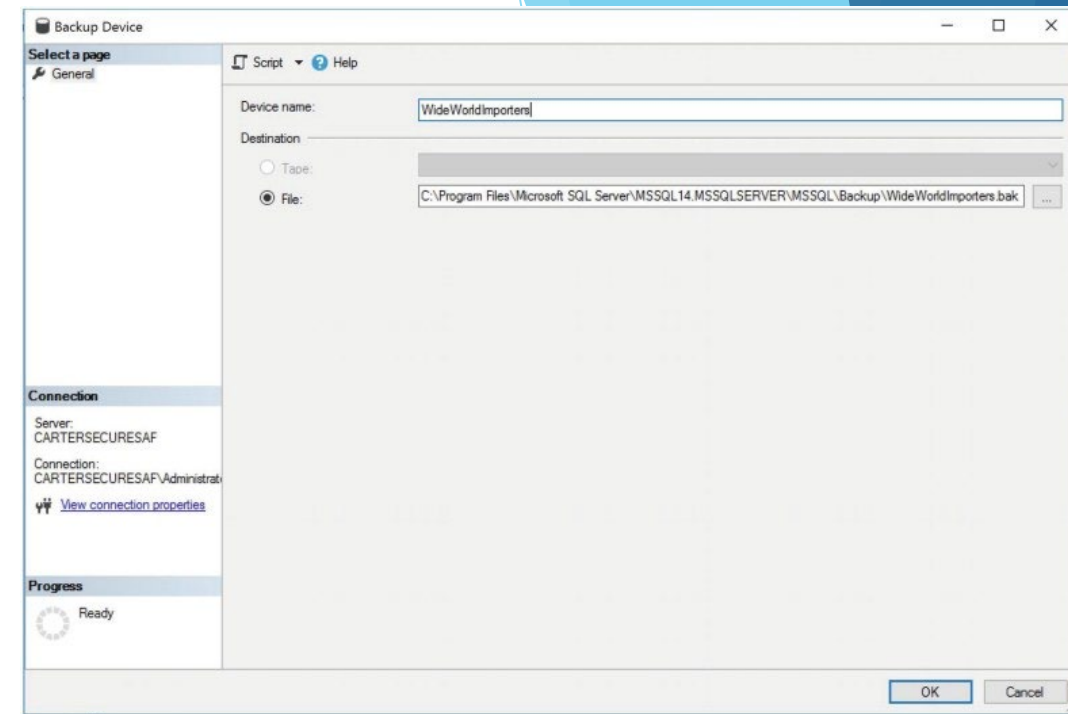 Backup Device
Select a page
General
Script
Help
Device name:
WideWorldImporters
Destination
Tape:
File:
C:\Program Files\Microsoft SQL Server\MSSQL14.MSSQLSERVER\MSSQL\Backup\WideWorldImporters.bak
...
Connection
Server:
CARTERSECURESAF
Connection:
CARTERSECURESAF\Administrat
View connection properties
Progress
Ready
OK
Cancel